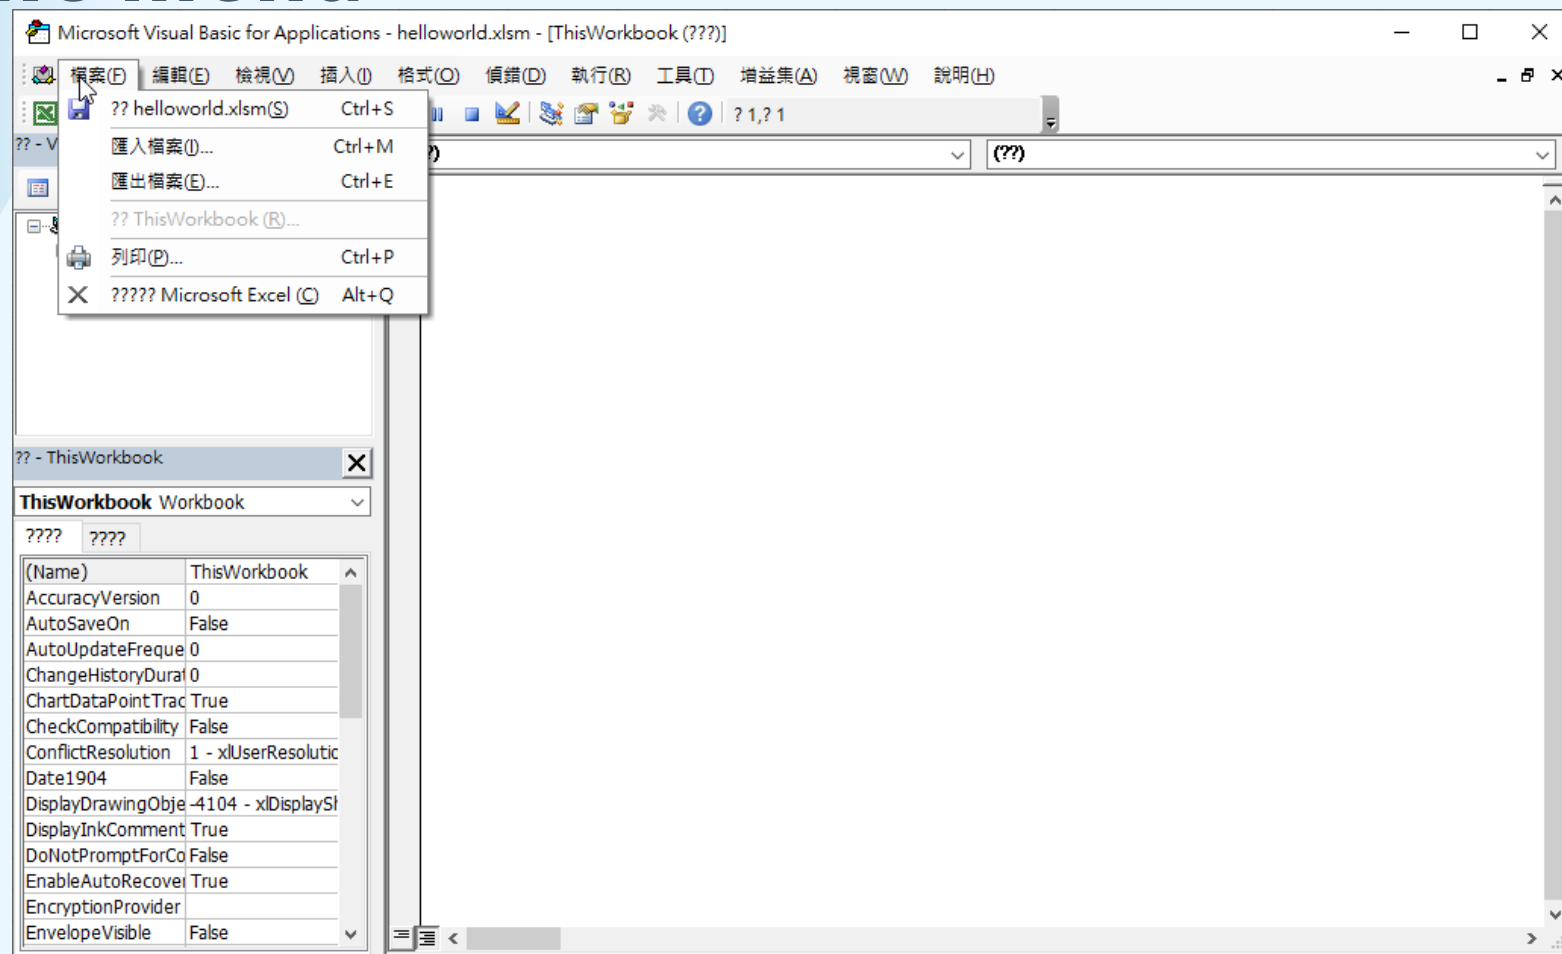 Microsoft Visual Basic for Applications - helloworld.xlsm - [ThisWorkbook (???)]
檔案(F) 編輯(E) 檢視(V) 插入(I) 格式(O) 偵錯(D) 執行(R) 工具(T) 增益集(A) 視窗(W) 說明(H)
?? helloworld.xlsm(S) Ctrl+S
? 1,? 1
匯入檔案(I)... Ctrl+M
匯出檔案(E)... Ctrl+E
?? ThisWorkbook (R)...
列印(P)... Ctrl+P
????? Microsoft Excel (C) Alt+Q
?? - V
?)
(??)
?? - ThisWorkbook
ThisWorkbook Workbook
???? ????
(Name) ThisWorkbook
AccuracyVersion 0
AutoSaveOn False
AutoUpdateFreque 0
ChangeHistoryDurat 0
ChartDataPointTrac True
CheckCompatibility False
ConflictResolution 1 - xlUserResolutic
Date1904 False
DisplayDrawingObje -4104 - xlDisplaySh
DisplayInkComment True
DoNotPromptForCo False
EnableAutoRecover True
EncryptionProvider
EnvelopeVisible False